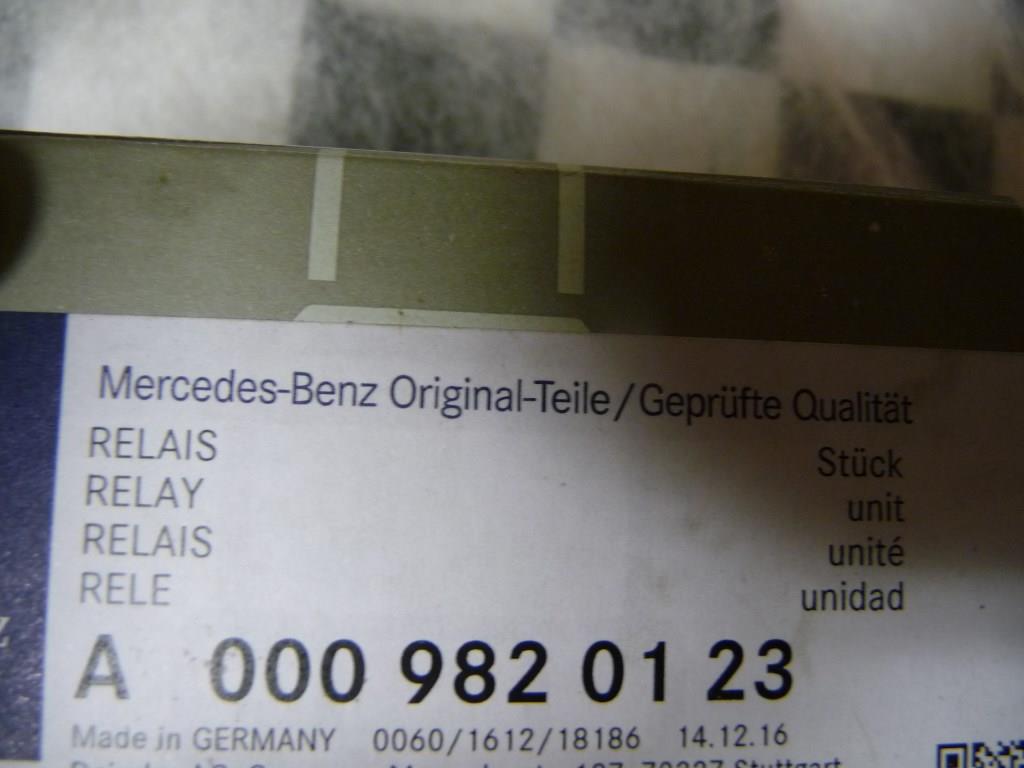 Mercedes-Benz Original-Teile/Geprüfte Qualität
RELAIS Stück
RELAY unit
RELAIS unité
RELE unidad
A 000 982 01 23
Made in GERMANY 0060/1612/18186 14.12.16